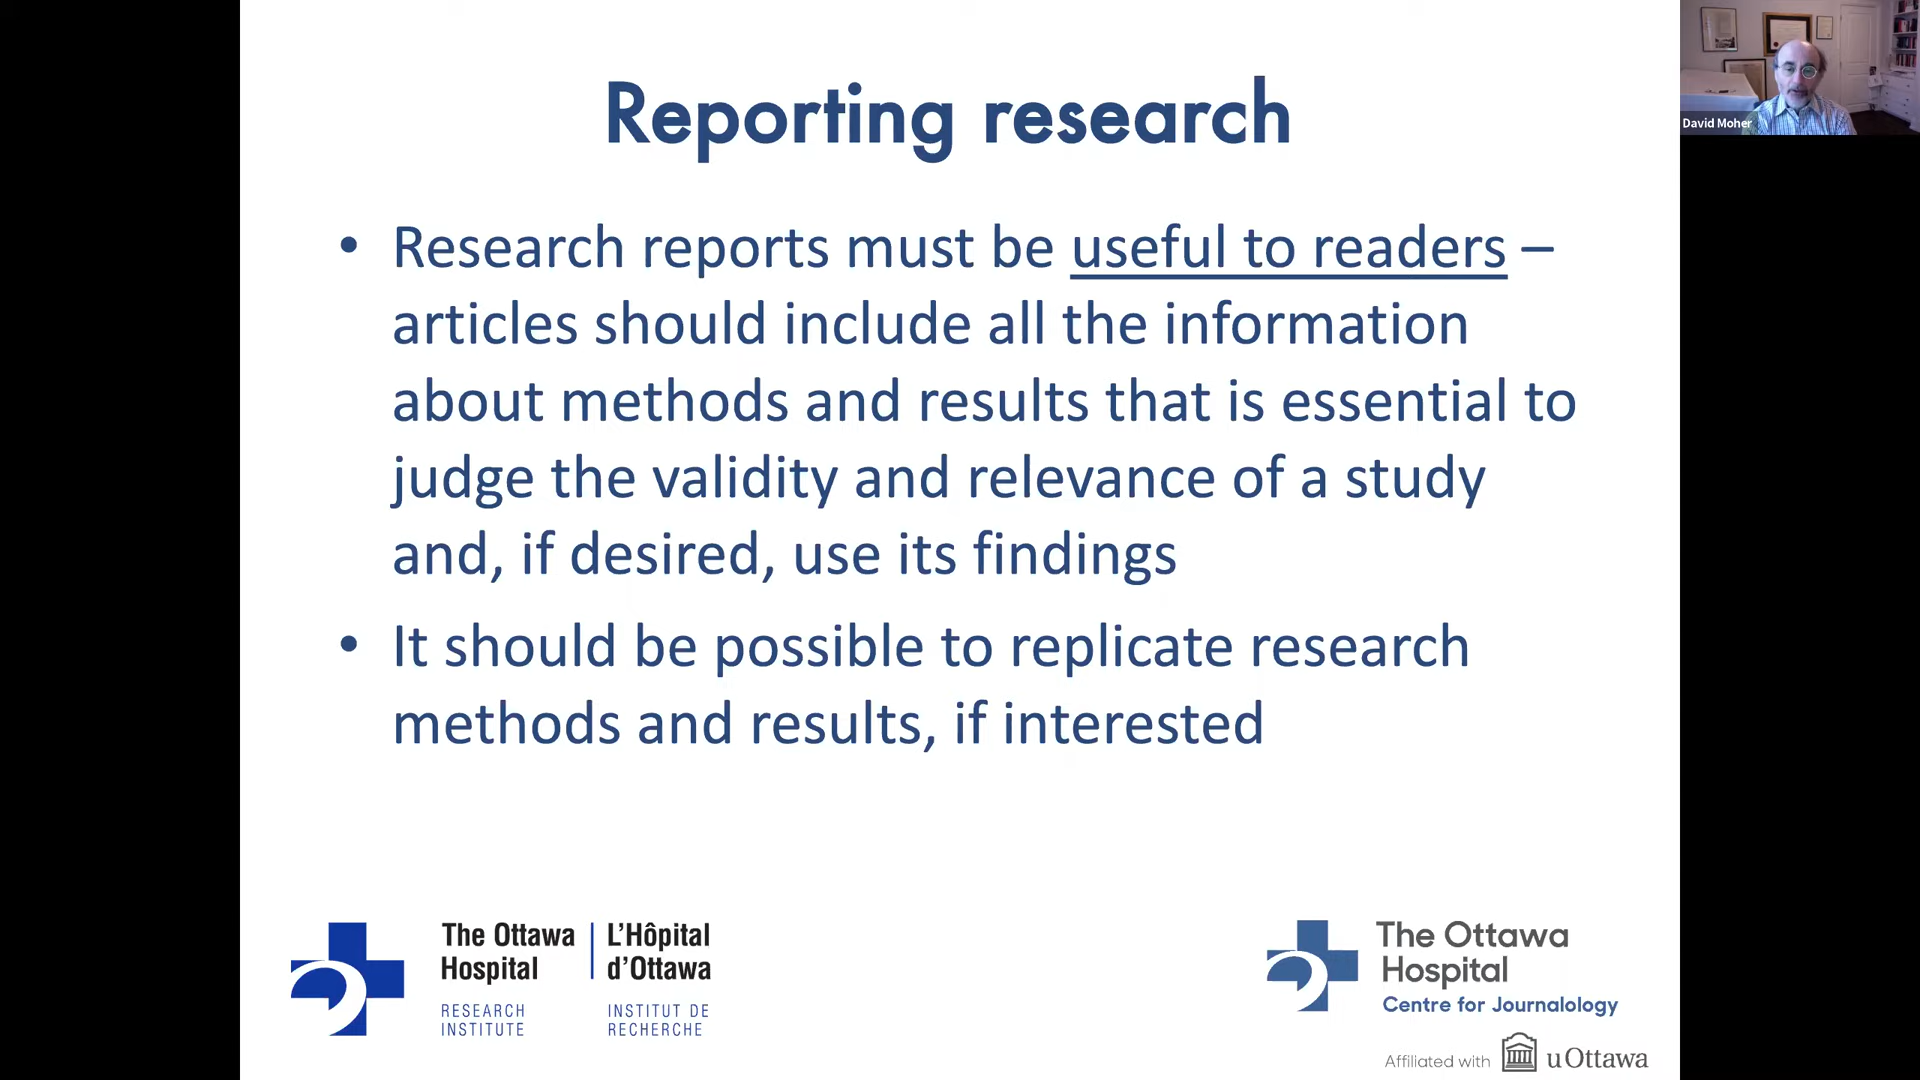 Reporting research
• Research reports must be useful to readers –
articles should include all the information
about methods and results that is essential to
judge the validity and relevance of a study
and, if desired, use its findings
• It should be possible to replicate research
methods and results, if interested
David Moher
The Ottawa
Hospital
RESEARCH
INSTITUTE
L'Hôpital
d'Ottawa
INSTITUT DE
RECHERCHE
The Ottawa
Hospital
Centre for Journalology
Affiliated with uOttawa